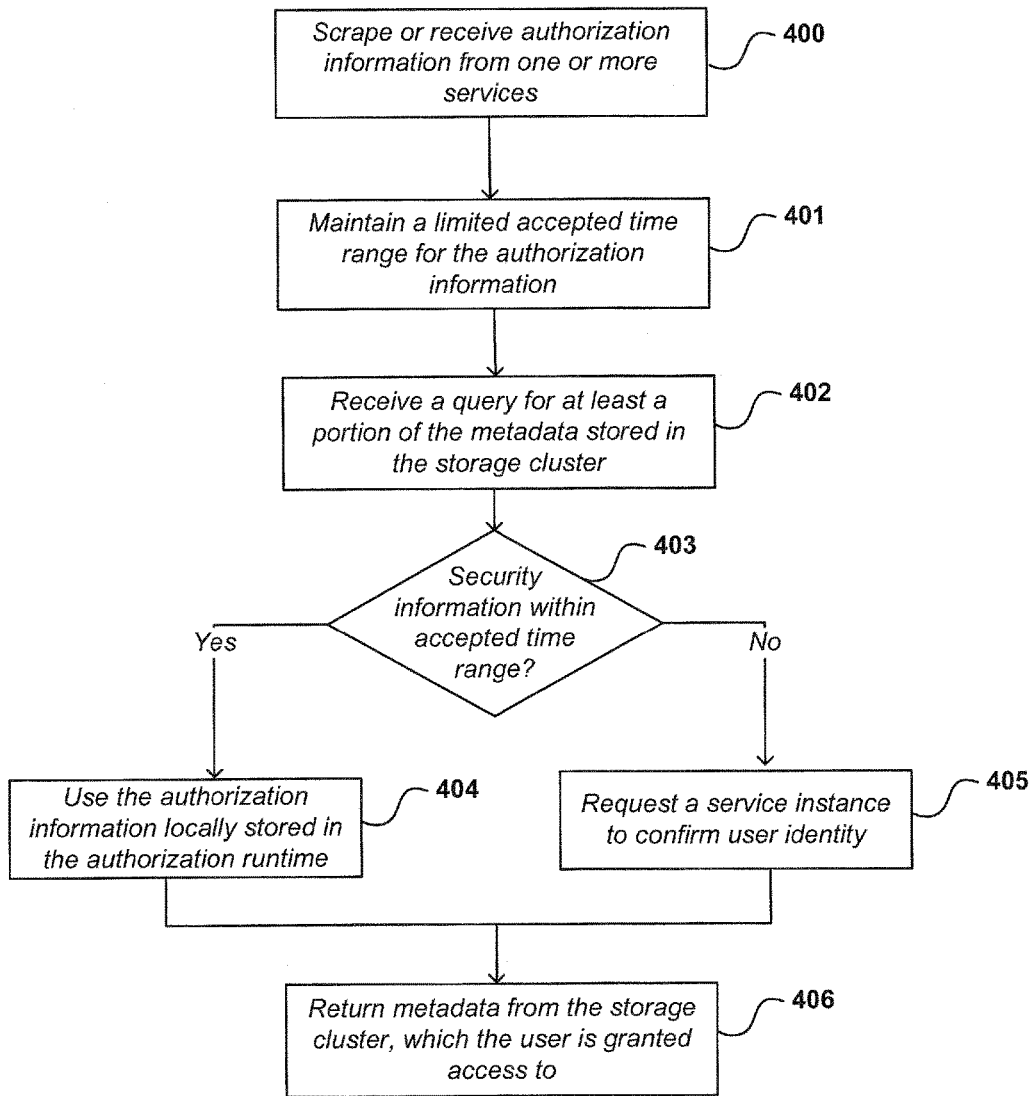 Scrape or receive authorization
information from one or more
services
400
Maintain a limited accepted time
range for the authorization
information
401
Receive a query for at least a
portion of the metadata stored in
the storage cluster
402
403
Security
information within
accepted time
range?
Yes
No
Use the authorization
information locally stored in
the authorization runtime
404
Request a service instance
to confirm user identity
405
Return metadata from the storage
cluster, which the user is granted
access to
406